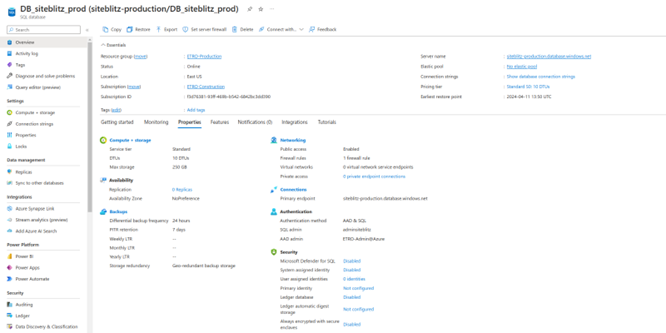 DB_siteblitz_prod (siteblitz-production/DB_siteblitz_prod)
SQL database
Search
Copy Restore Export Set server firewall Delete Connect with... Feedback
Overview
Activity log
Tags
Diagnose and solve problems
Query editor (preview)
Settings
Compute + storage
Connection strings
Properties
Locks
Data management
Replicas
Sync to other databases
Integrations
Azure Synapse Link
Stream analytics (preview)
Add Azure AI Search
Power Platform
Power BI
Power Apps
Power Automate
Security
Auditing
Ledger
Data Discovery & Classification
Essentials
Resource group (move) : ETRO-Production
Status : Online
Location : East US
Subscription (move) : ETRO Construction
Subscription ID :
Tags (edit) : Add tags
Server name : siteblitz-production.database.windows.net
Elastic pool : No elastic pool
Connection strings : Show database connection strings
Pricing tier : Standard S0: 10 DTUs
Earliest restore point : 2024-04-11 13:50 UTC
Getting started Monitoring Properties Features Notifications (0) Integrations Tutorials
Compute + storage
Service tier Standard
DTUs 10 DTUs
Max storage 250 GB
Availability
Replication 0 Replicas
Availability Zone NoPreference
Backups
Differential backup frequency 24 hours
PITR retention 7 days
Weekly LTR --
Monthly LTR --
Yearly LTR --
Storage redundancy Geo-redundant backup storage
Networking
Public access Enabled
Firewall rules 1 firewall rule
Virtual networks 0 virtual network service endpoints
Private access 0 private endpoint connections
Connections
Primary endpoint siteblitz-production.database.windows.net
Authentication
Authentication method AAD & SQL
SQL admin adminsiteblitz
AAD admin ETRO-Admin@Azure
Security
Microsoft Defender for SQL Disabled
System assigned identity Disabled
User assigned identities 0 identities
Primary identity Not configured
Ledger database Disabled
Ledger automatic digest storage Not configured
Always encrypted with secure enclaves Disabled